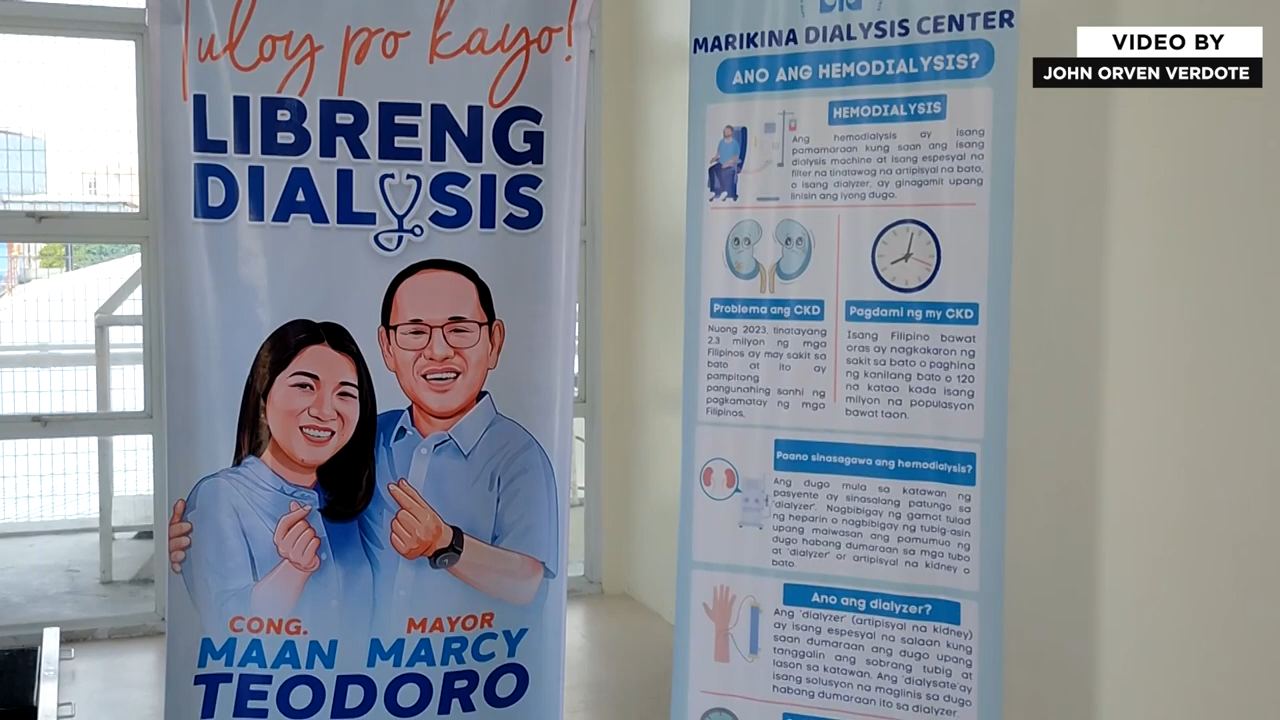 Tuloy po kayo!
LIBRENG
DIALYSIS
CONG. MAYOR
MAAN MARCY
TEODORO
MARIKINA DIALYSIS CENTER
ANO ANG HEMODIALYSIS?
HEMODIALYSIS
Ang hemodialysis ay isang
pamamaraan kung saan ang isang
dialysis machine at isang espesyal na
filter na tinatawag na artipisyal na bato,
o isang dialyzer, ay ginagamit upang
linisin ang iyong dugo.
Problema ang CKD
Nuong 2023, tinatayang
2.3 milyon ng mga
Filipinos ay may sakit sa
bato at ito ay
pampitong
pangunahing sanhi ng
pagkamatay ng mga
Filipinos,
Pagdami ng my CKD
Isang Filipino bawat
oras ay nagkakaron ng
sakit sa bato o paghina
ng kanilang bato o 120
na katao kada isang
milyon na populasyon
bawat taon.
Paano sinasagawa ang hemodialysis?
Ang dugo mula sa katawan ng
pasyente ay sinasalang patungo sa
'dialyzer'. Nagbibigay ng gamat tulad
ng heparin o nagbibigay ng tubig-asin
upang maiwasan ang pamumuo ng
dugo habang dumaraan sa mga tubo
at 'dialyzer' or artipisyal na kidney o
bato.
Ano ang dialyzer?
Ang 'dialyzer' (artipisyal na kidney)
ay isang espesyal na salaan kung
saan dumaraan ang dugo upang
tanggalin ang sobrang tubig at
lason sa katawan. Ang 'dialysate' ay
isang solusyon na maglinis sa dugo
habang dumaraan ito sa dialyzer.
VIDEO BY
JOHN ORVEN VERDOTE